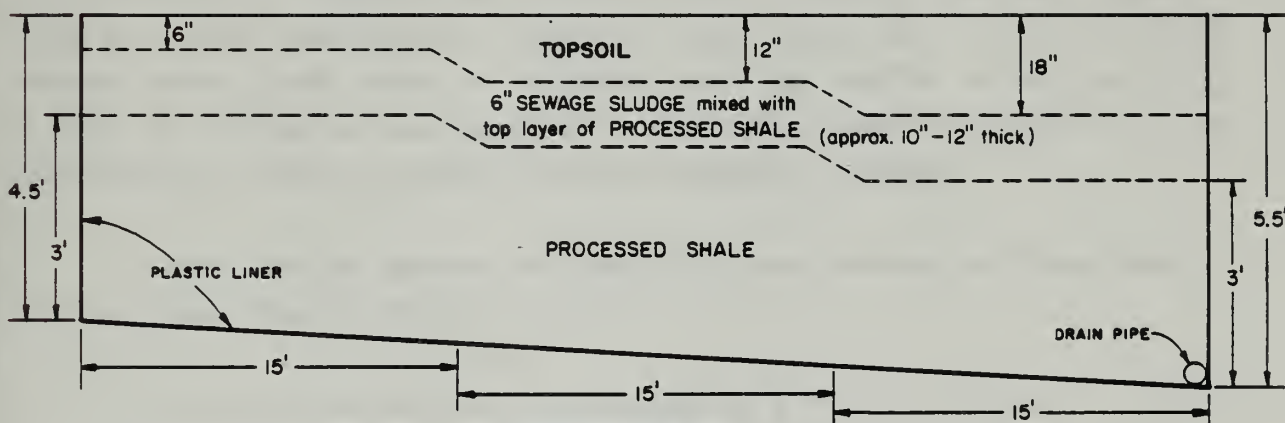 6"
TOPSOIL
12"
18"
6" SEWAGE SLUDGE mixed with
top layer of PROCESSED SHALE (approx. 10"-12" thick)
4.5'
5.5'
3'
PROCESSED SHALE
PLASTIC LINER
3'
DRAIN PIPE
15'
15'
15'